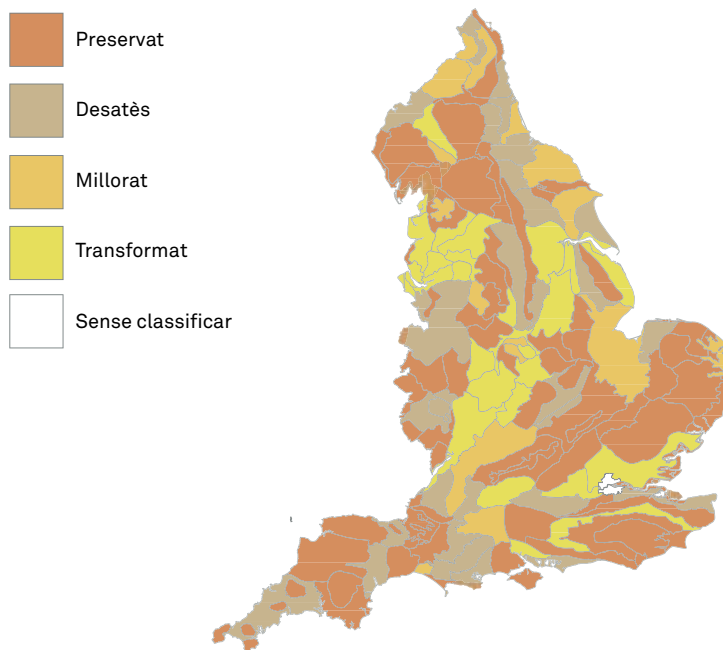 Preservat
Desatès
Millorat
Transformat
Sense classificar